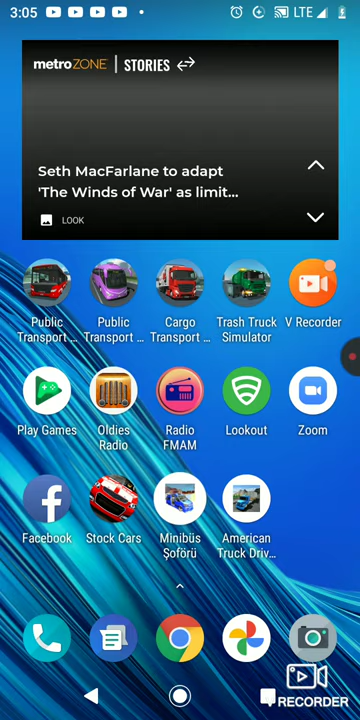 3:05
LTE
metroZONE | STORIES
Seth MacFarlane to adapt
'The Winds of War' as limit...
LOOK
Public
Transport ...
Public
Transport ...
Cargo
Transport ...
Trash Truck
Simulator
V Recorder
Play Games
Oldies
Radio
Radio
FMAM
Lookout
Zoom
Facebook
Stock Cars
Minibüs
Şoförü
American
Truck Driv...
RECORDER